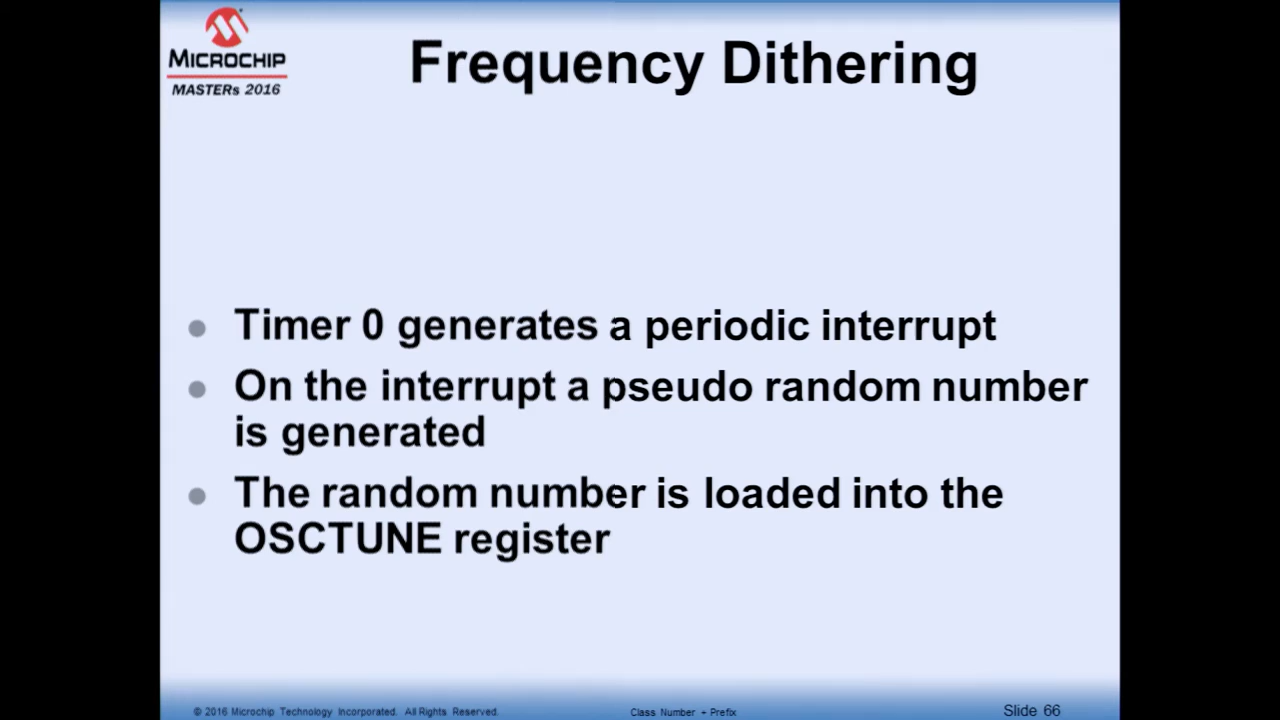 MICROCHIP
MASTERs 2016
Frequency Dithering
Timer 0 generates a periodic interrupt
On the interrupt a pseudo random number
is generated
The random number is loaded into the
OSCTUNE register
© 2016 Microchip Technology Incorporated. All Rights Reserved.
Class Number + Prefix
Slide 66